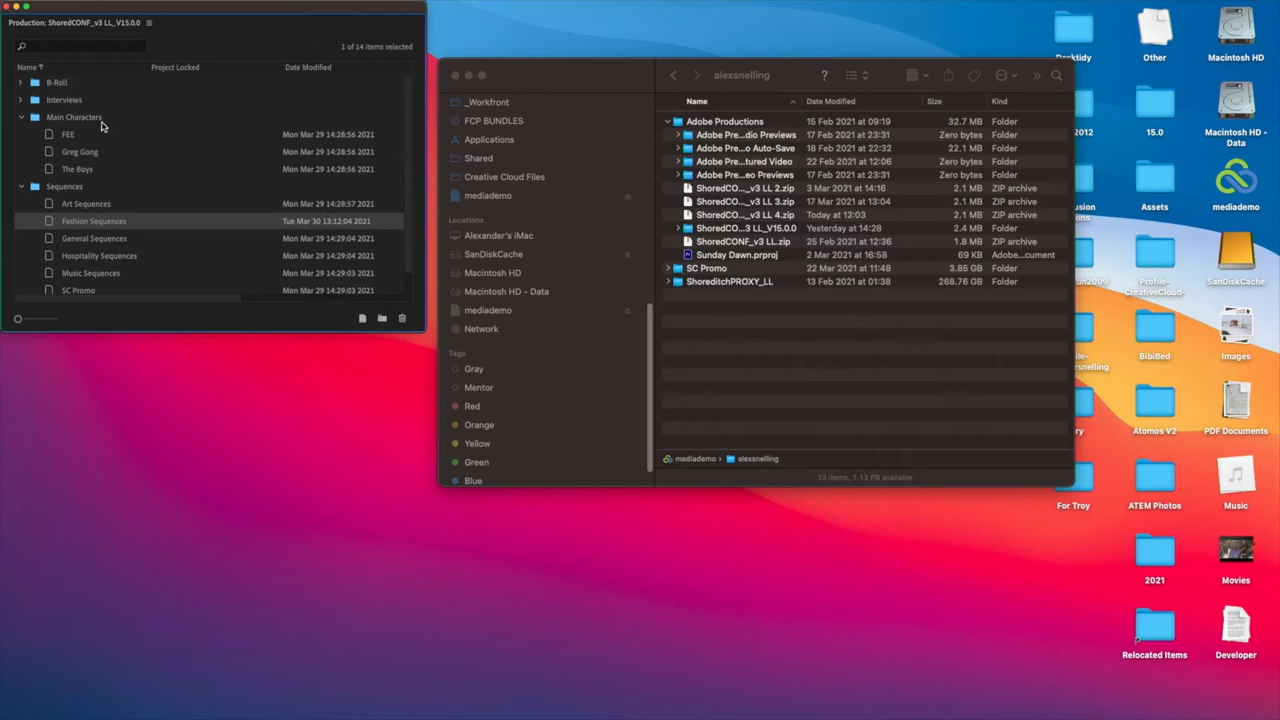 Production: ShoredCONF_v3 LL_V15.0.0
1 of 14 items selected
Name Project Locked Date Modified
B-Roll
Interviews
Main Characters
FEE Mon Mar 29 14:28:56 2021
Greg Gong Mon Mar 29 14:28:56 2021
The Boys Mon Mar 29 14:28:56 2021
Sequences
Art Sequences Mon Mar 29 14:28:57 2021
Fashion Sequences Tue Mar 30 13:12:04 2021
General Sequences Mon Mar 29 14:29:04 2021
Hospitality Sequences Mon Mar 29 14:29:04 2021
Music Sequences Mon Mar 29 14:29:03 2021
SC Promo Mon Mar 29 14:29:03 2021
alexsnelling
?
_Workfront
FCP BUNDLES
Applications
Shared
Creative Cloud Files
mediademo
Locations
Alexander's iMac
SanDiskCache
Macintosh HD
Macintosh HD - Data
mediademo
Network
Tags
Gray
Mentor
Red
Orange
Yellow
Green
Blue
Name Date Modified Size Kind
Adobe Productions 15 Feb 2021 at 09:19 32.7 MB Folder
Adobe Pre...dio Previews 17 Feb 2021 at 23:31 Zero bytes Folder
Adobe Pre...o Auto-Save 18 Feb 2021 at 22:32 22.1 MB Folder
Adobe Pre...tured Video 22 Feb 2021 at 12:06 Zero bytes Folder
Adobe Pre...eo Previews 17 Feb 2021 at 23:31 Zero bytes Folder
ShoredCO..._v3 LL 2.zip 3 Mar 2021 at 14:16 2.1 MB ZIP archive
ShoredCO..._v3 LL 3.zip 17 Mar 2021 at 13:04 2.1 MB ZIP archive
ShoredCO..._v3 LL 4.zip Today at 12:03 2.1 MB ZIP archive
ShoredCO...3 LL_V15.0.0 Yesterday at 14:28 2.4 MB Folder
ShoredCONF_v3 LL.zip 25 Feb 2021 at 12:36 1.8 MB ZIP archive
Sunday Dawn.prproj 2 Mar 2021 at 16:58 69 KB Adobe...cument
SC Promo 22 Mar 2021 at 11:48 3.85 GB Folder
ShoreditchPROXY_LL 13 Feb 2021 at 01:38 268.76 GB Folder
mediademo › alexsnelling
13 items, 1.13 PB available
Desktidy
Other
Macintosh HD
2012
15.0
Macintosh HD -
Data
Assets
mediademo
Profile-
CreativeCloud-
SanDiskCache
BibiBed
Images
Atomos V2
PDF Documents
For Troy
ATEM Photos
Music
2021
Movies
Relocated Items
Developer